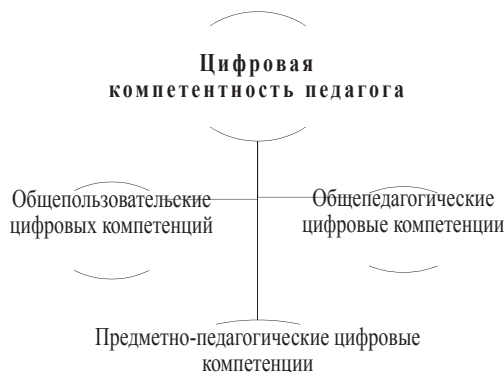 Цифровая
компетентность педагога
Общепользовательские
цифровых компетенций
Общепедагогические
цифровые компетенции
Предметно-педагогические цифровые
компетенции